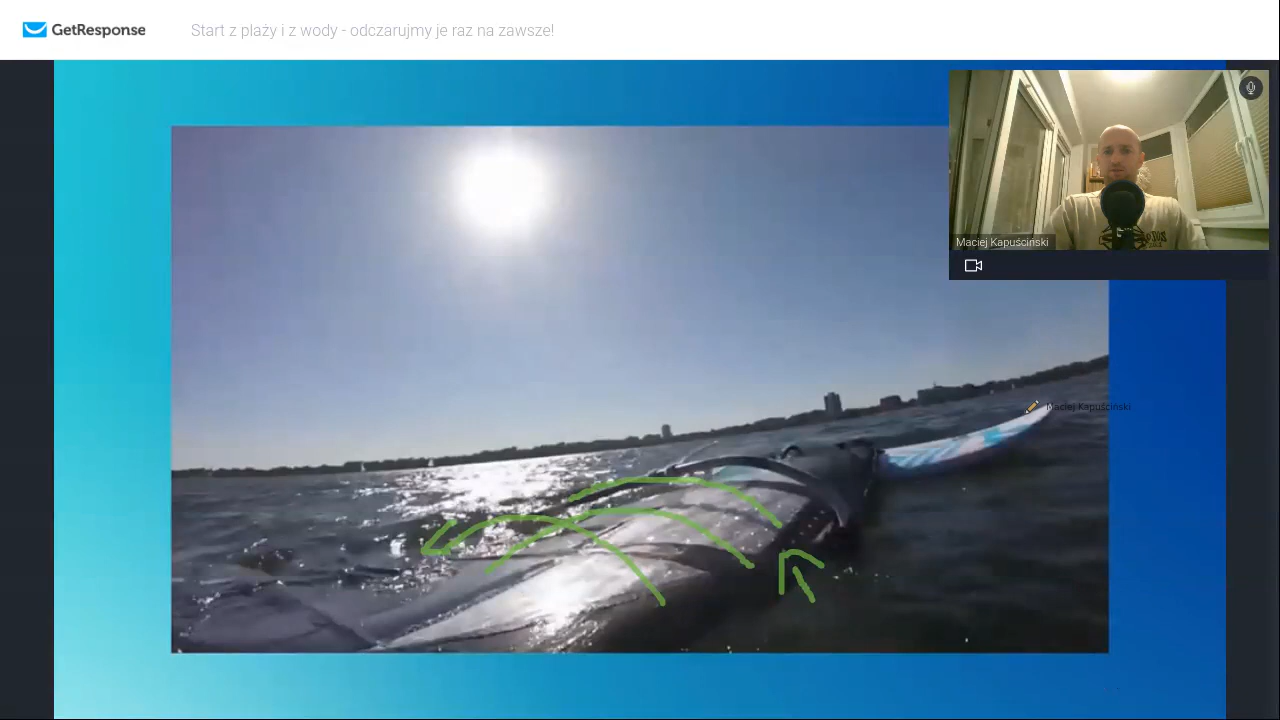 GetResponse
Start z plaży i z wody - odczarujmy je raz na zawsze!
Maciej Kapuściński
Maciej Kapuściński